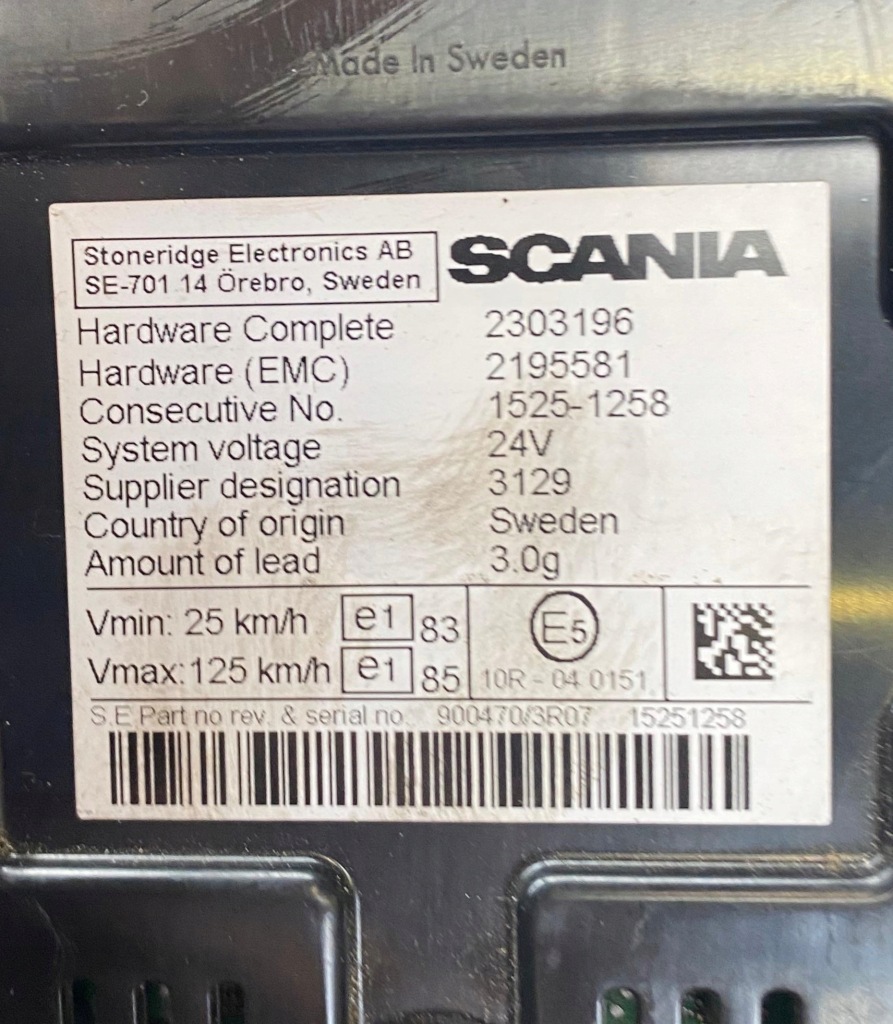 Made In Sweden
Stoneridge Electronics AB
SE-701 14 Örebro, Sweden
SCANIA
Hardware Complete 2303196
Hardware (EMC) 2195581
Consecutive No. 1525-1258
System voltage 24V
Supplier designation 3129
Country of origin Sweden
Amount of lead 3.0g
Vmin: 25 km/h e1 83
Vmax: 125 km/h e1 85
E5
10R - 04 0151
S.E Part no rev. & serial no. 900470/3R07 15251258